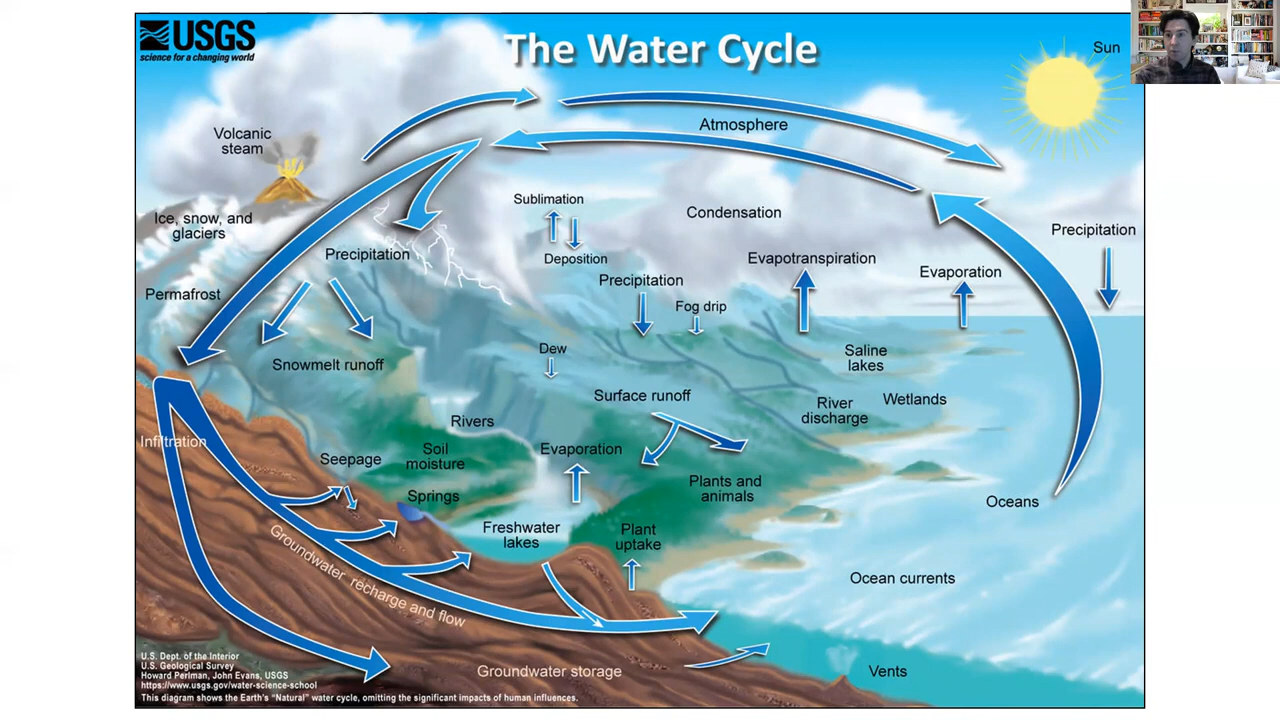 USGS
science for a changing world
The Water Cycle
Sun
Volcanic
steam
Atmosphere
Ice, snow, and
glaciers
Sublimation
Condensation
Precipitation
Precipitation
Deposition
Evapotranspiration
Evaporation
Permafrost
Precipitation
Fog drip
Snowmelt runoff
Dew
Saline
lakes
Surface runoff
River
discharge
Wetlands
Rivers
Infiltration
Seepage
Soil
moisture
Evaporation
Plants and
animals
Springs
Oceans
Freshwater
lakes
Plant
uptake
Groundwater recharge and flow
Ocean currents
Groundwater storage
Vents
U.S. Dept. of the Interior
U.S. Geological Survey
Howard Perlman, John Evans, USGS
https://www.usgs.gov/water-science-school
This diagram shows the Earth's "Natural" water cycle, omitting the significant impacts of human influences.